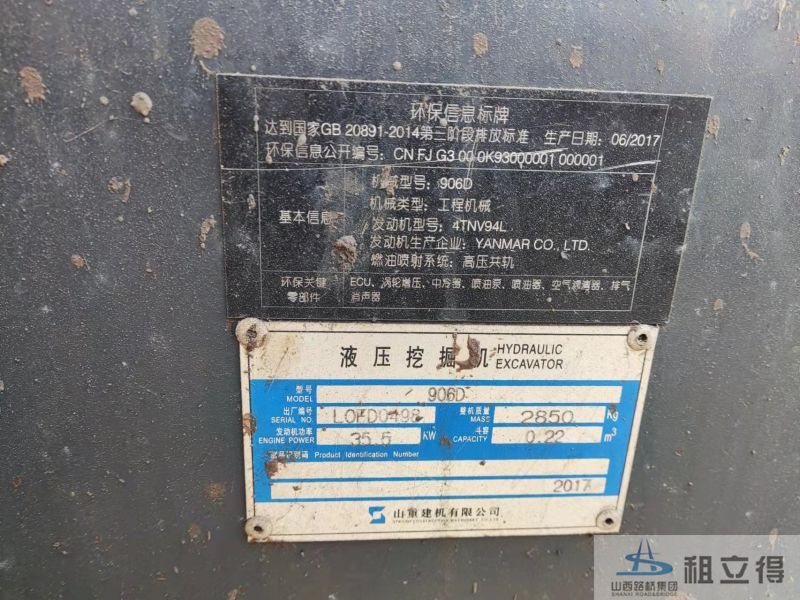 环保信息标牌
达到国家GB 20891-2014第三阶段排放标准 生产日期: 06/2017
环保信息公开编号: CN FJ G3 00 0K93000001 000001
基本信息
机械型号: 906D
机械类型: 工程机械
发动机型号: 4TNV94L
发动机生产企业: YANMAR CO., LTD.
燃油喷射系统: 高压共轨
环保关键零部件
ECU、涡轮增压、中冷器、喷油泵、喷油器、空气滤清器、排气
消声器
液压挖掘机 HYDRAULIC EXCAVATOR
型号 MODEL 906D
出厂编号 SERIAL NO. 整机质量 MASS 2850 Kg
发动机功率 ENGINE POWER 35.5 KW 斗容 CAPACITY 0.22 m³
产品识别码 Product Identification Number
2017
山重建机有限公司
山西路桥集团 租立得
SHANXI ROAD&BRIDGE